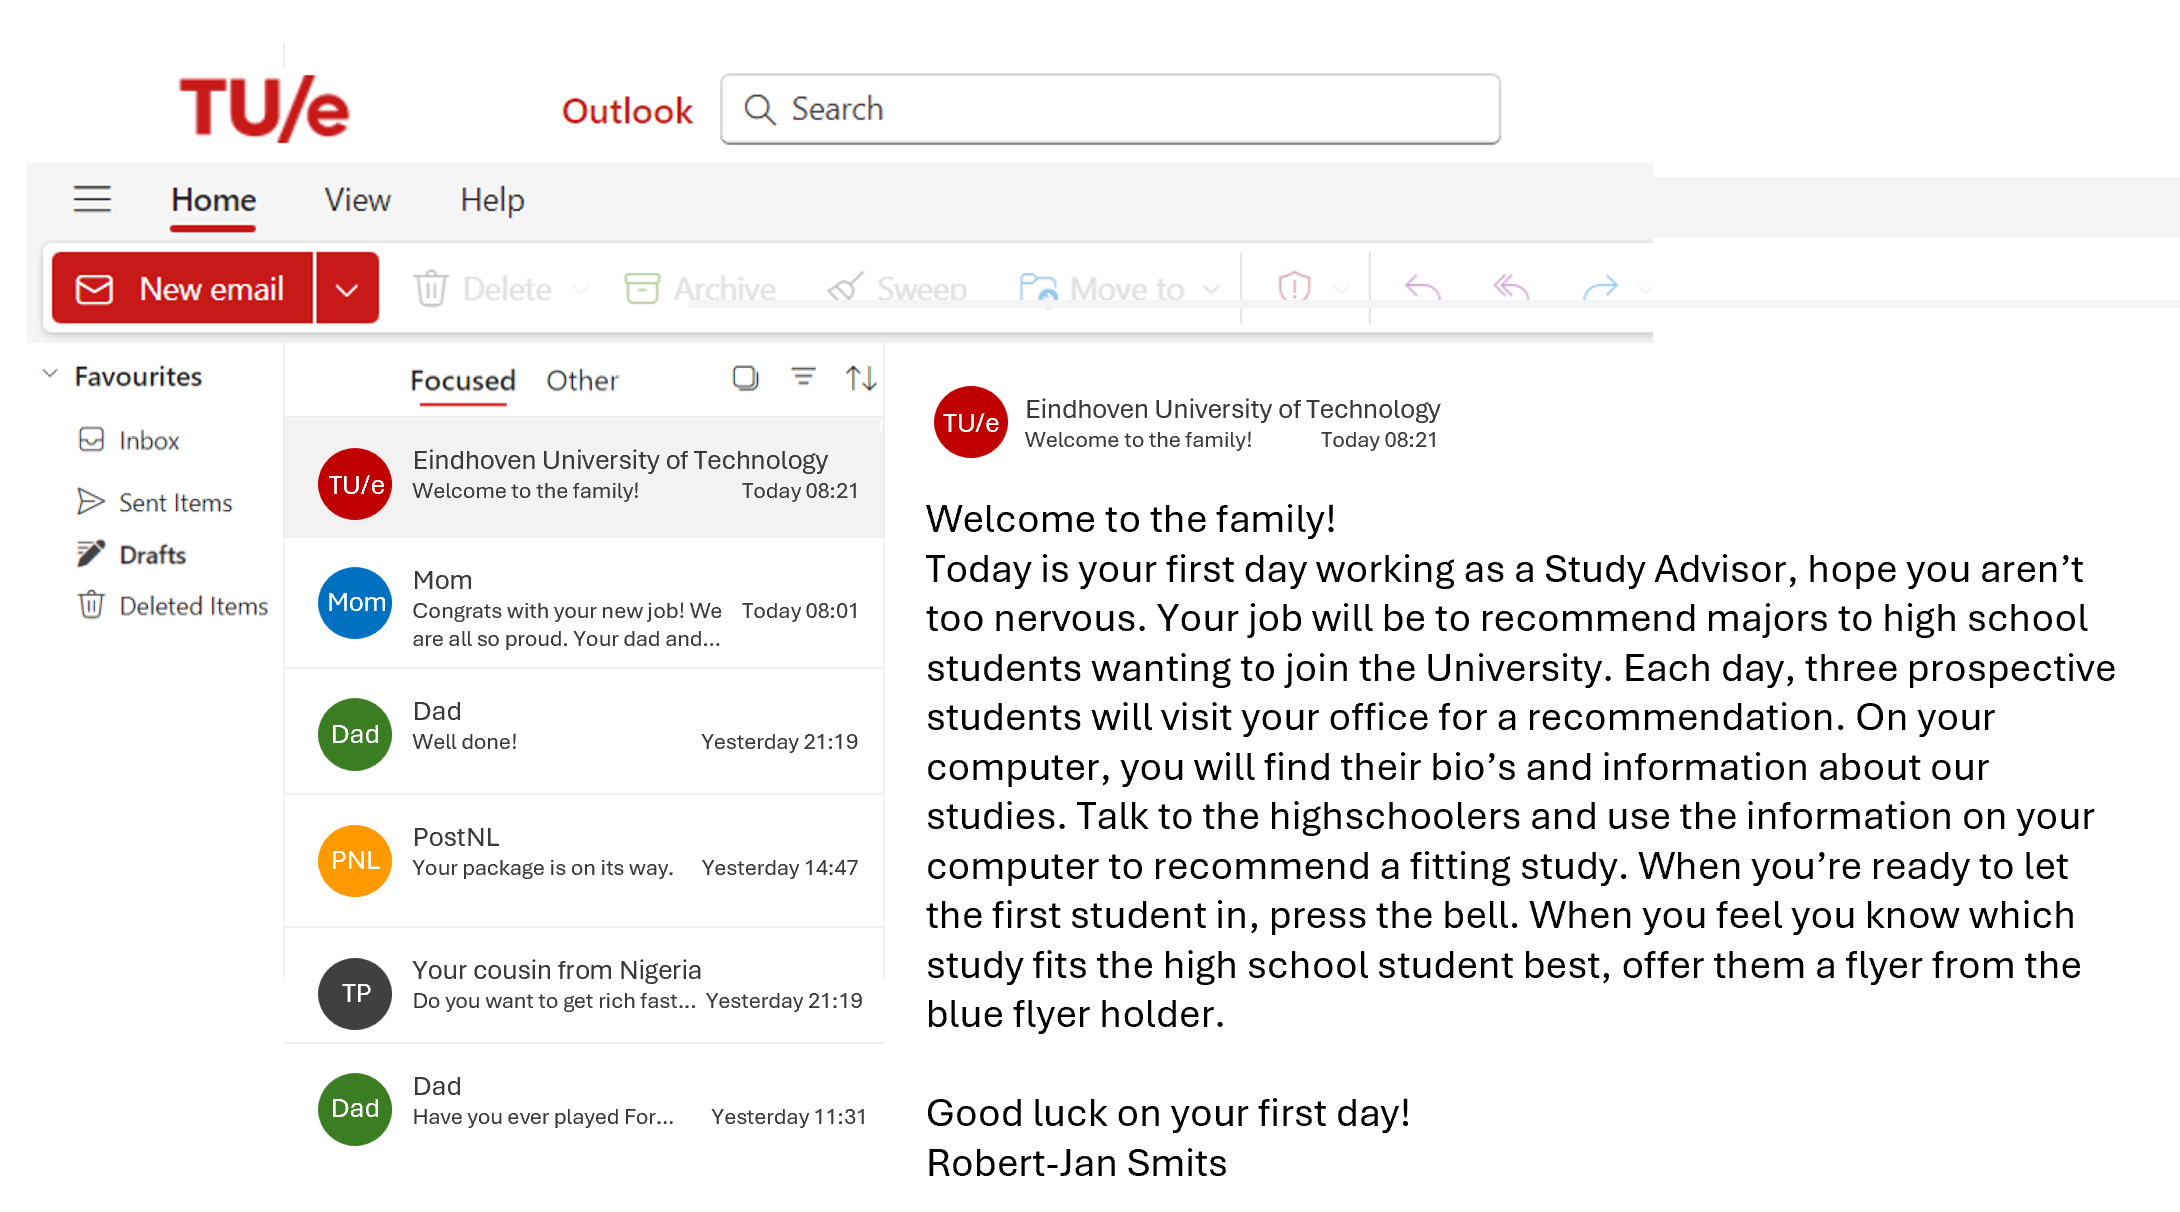 TU/e
Outlook
Search
Home View Help
New email
Delete Archive Sweep Move to
Favourites
Inbox
Sent Items
Drafts
Deleted Items
Focused Other
TU/e
Eindhoven University of Technology
Welcome to the family! Today 08:21
Mom
Mom
Congrats with your new job! We Today 08:01
are all so proud. Your dad and...
Dad
Dad
Well done! Yesterday 21:19
PNL
PostNL
Your package is on its way. Yesterday 14:47
TP
Your cousin from Nigeria
Do you want to get rich fast... Yesterday 21:19
Dad
Dad
Have you ever played For... Yesterday 11:31
TU/e
Eindhoven University of Technology
Welcome to the family! Today 08:21
Welcome to the family!
Today is your first day working as a Study Advisor, hope you aren’t
too nervous. Your job will be to recommend majors to high school
students wanting to join the University. Each day, three prospective
students will visit your office for a recommendation. On your
computer, you will find their bio’s and information about our
studies. Talk to the highschoolers and use the information on your
computer to recommend a fitting study. When you’re ready to let
the first student in, press the bell. When you feel you know which
study fits the high school student best, offer them a flyer from the
blue flyer holder.
Good luck on your first day!
Robert-Jan Smits